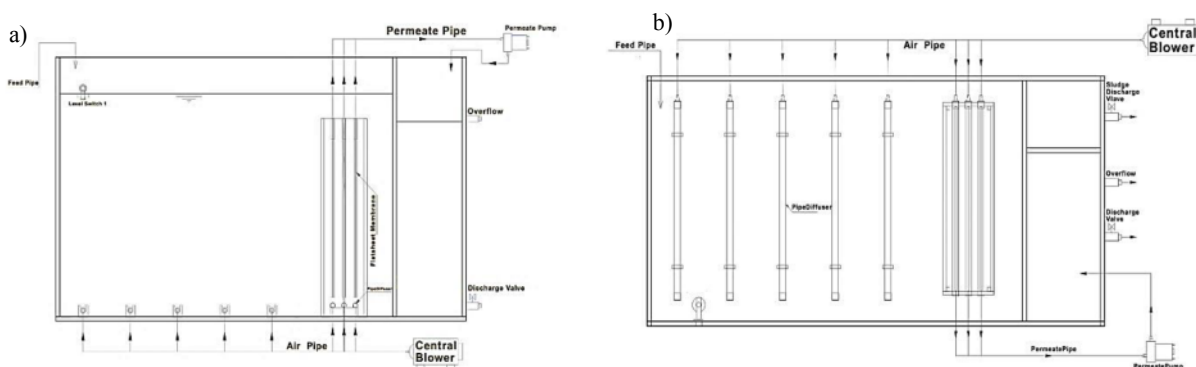 a)
Permeate Pipe
Permeate Pump
Feed Pipe
Level Switch 1
Overflow
Flatsheet Membrane
PipeDiffuser
Discharge Valve
Air Pipe
Central
Blower
b)
Central
Blower
Air Pipe
Feed Pipe
Sludge
Discharge
Vlave
Overflow
Discharge
Valve
PipeDiffuser
PermeatePipe
PermeatePump